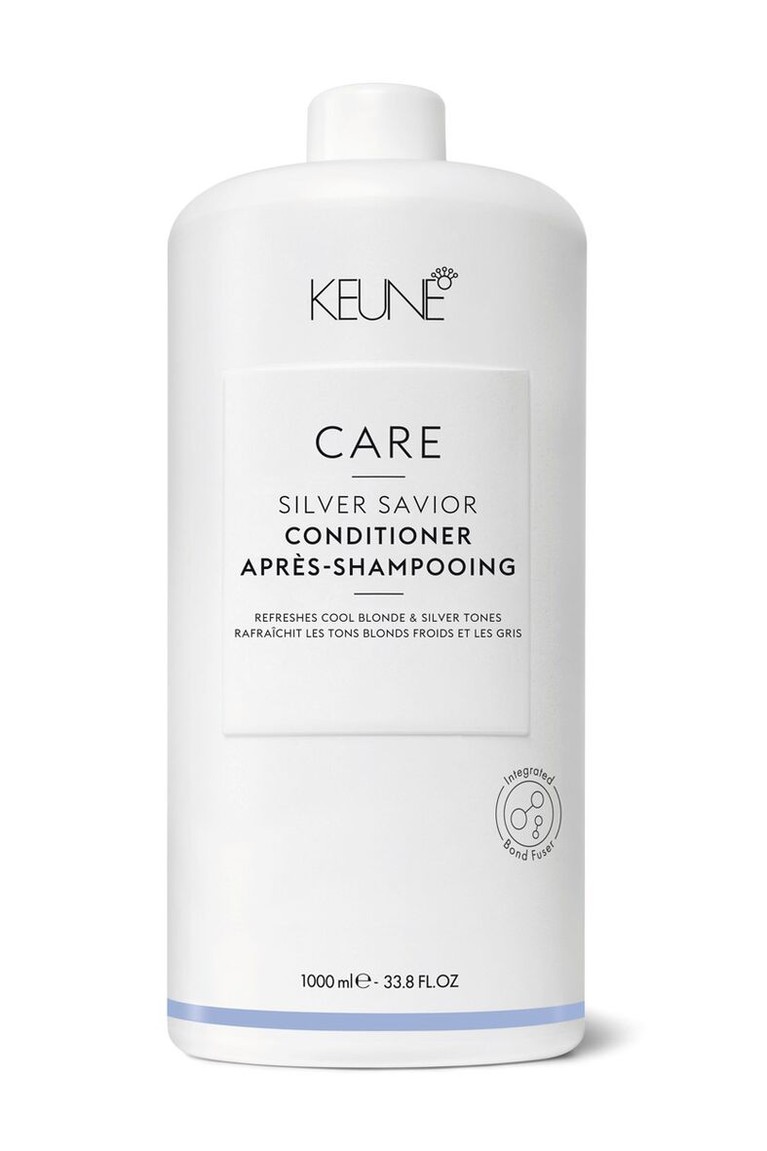 KEUNE
CARE
SILVER SAVIOR
CONDITIONER
APRÈS-SHAMPOOING
REFRESHES COOL BLONDE & SILVER TONES
RAFRAÎCHIT LES TONS BLONDS FROIDS ET LES GRIS
Integrated
Bond Fuser
1000 ml℮ - 33.8 FL.OZ